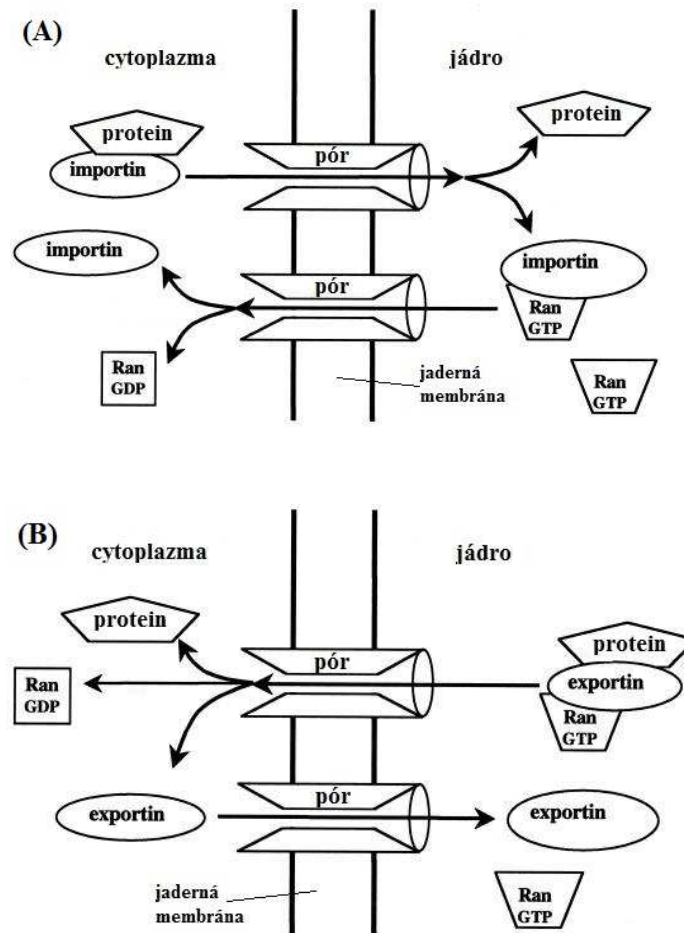 (A)
cytoplazma
jádro
protein
importin
pór
protein
importin
importin
Ran
GTP
pór
Ran
GDP
jaderná
membrána
Ran
GTP
(B)
cytoplazma
jádro
protein
pór
protein
exportin
Ran
GDP
Ran
GTP
exportin
pór
exportin
jaderná
membrána
Ran
GTP